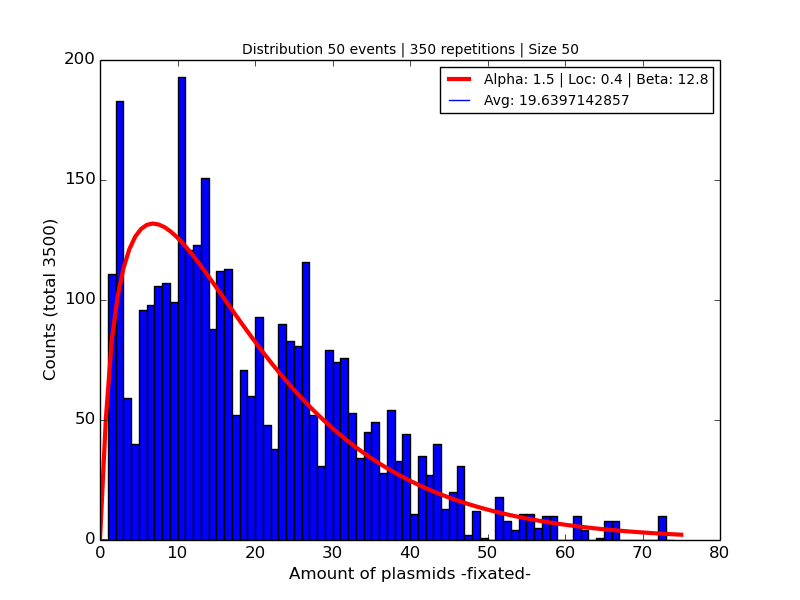 Distribution 50 events | 350 repetitions | Size 50
Alpha: 1.5 | Loc: 0.4 | Beta: 12.8
Avg: 19.6397142857
200
150
100
50
0
Counts (total 3500)
0 10 20 30 40 50 60 70 80
Amount of plasmids -fixated-